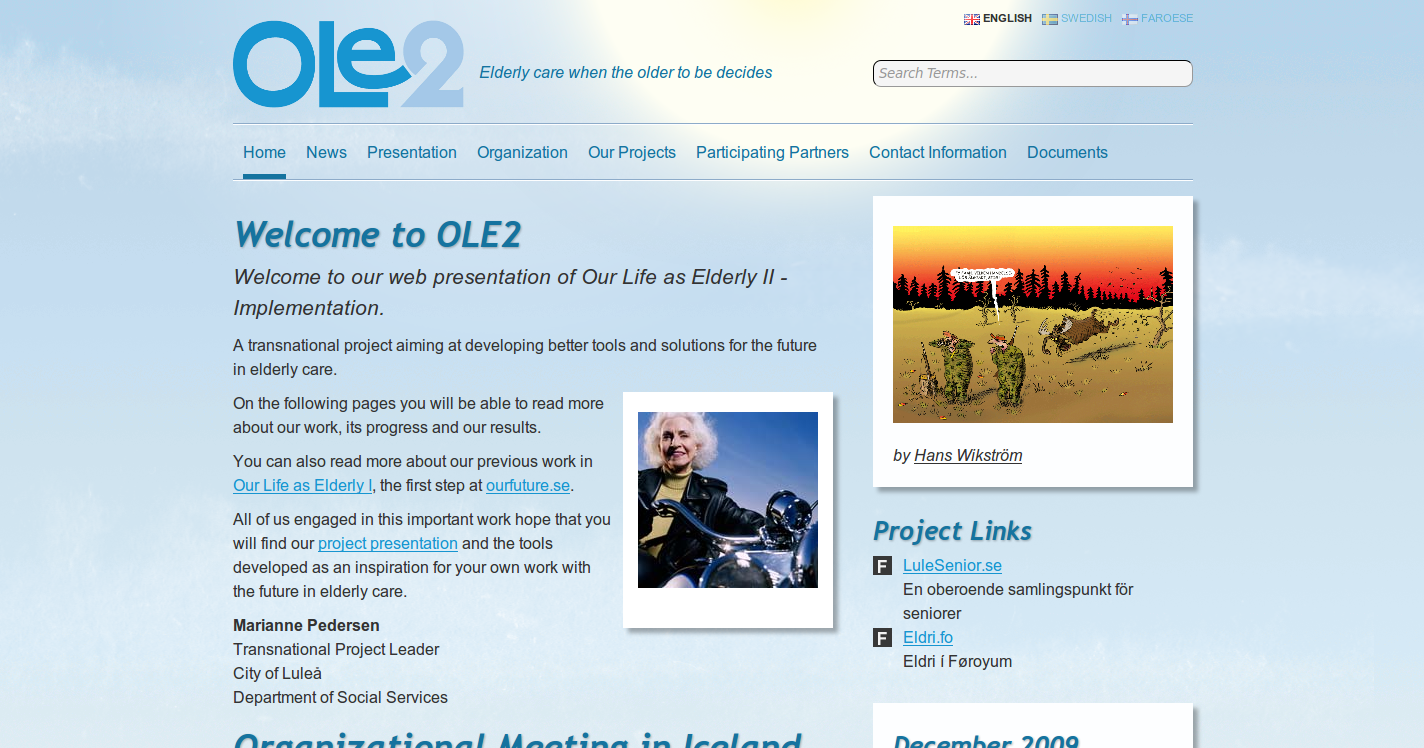 ENGLISH SWEDISH FAROESE
OLe2
Elderly care when the older to be decides
Search Terms...
Home News Presentation Organization Our Projects Participating Partners Contact Information Documents
Welcome to OLE2
Welcome to our web presentation of Our Life as Elderly II -
Implementation.
A transnational project aiming at developing better tools and solutions for the future
in elderly care.
On the following pages you will be able to read more
about our work, its progress and our results.
You can also read more about our previous work in
Our Life as Elderly I, the first step at ourfuture.se.
All of us engaged in this important work hope that you
will find our project presentation and the tools
developed as an inspiration for your own work with
the future in elderly care.
Marianne Pedersen
Transnational Project Leader
City of Luleå
Department of Social Services
Organizational Meeting in Iceland
by Hans Wikström
Project Links
F LuleSenior.se
En oberoende samlingspunkt för
seniorer
F Eldri.fo
Eldri í Føroyum
December 2009